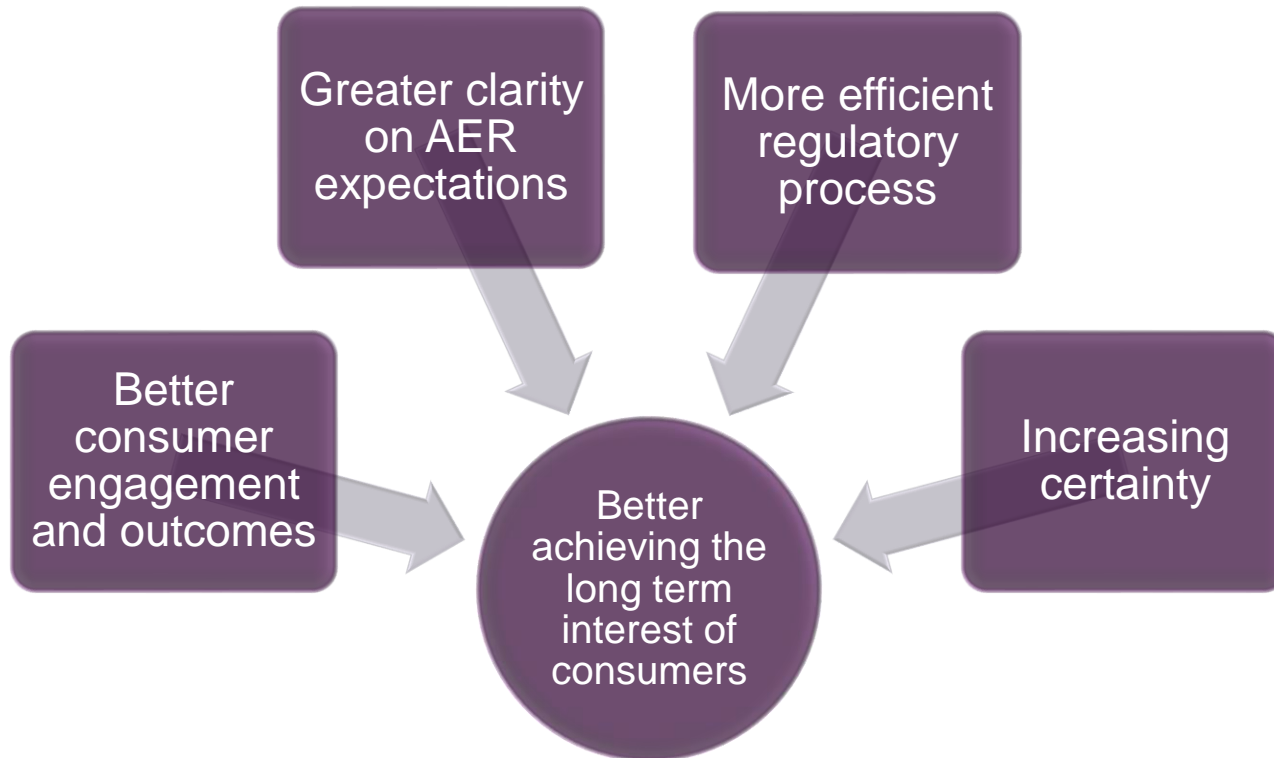 Greater clarity
on AER
expectations
More efficient
regulatory
process
Better
consumer
engagement
and outcomes
Increasing
certainty
Better
achieving the
long term
interest of
consumers